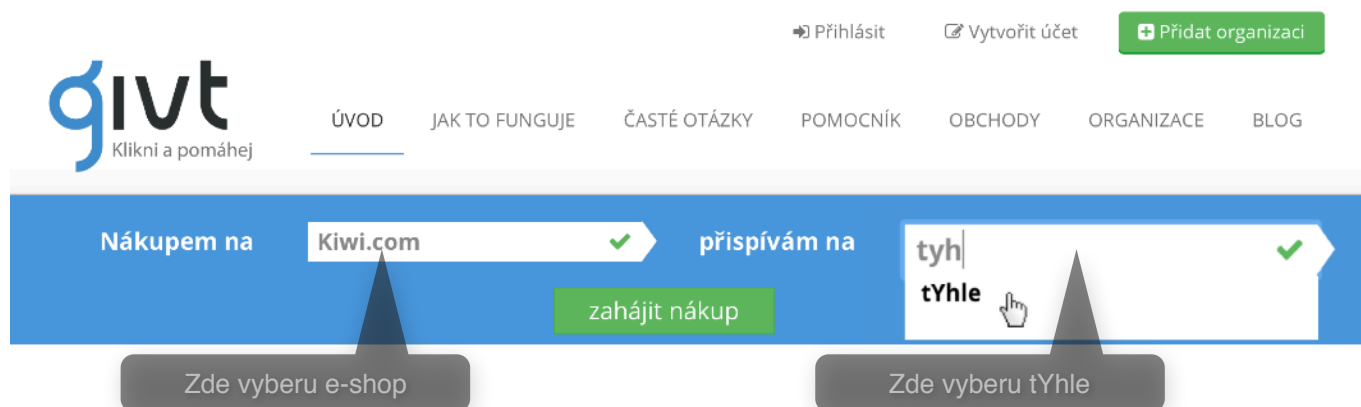 Přihlásit Vytvořit účet Přidat organizaci
givt
Klikni a pomáhej
ÚVOD JAK TO FUNGUJE ČASTÉ OTÁZKY POMOCNÍK OBCHODY ORGANIZACE BLOG
Nákupem na Kiwi.com přispívám na tyh
tYhle
zahájit nákup
Zde vyberu e-shop Zde vyberu tYhle